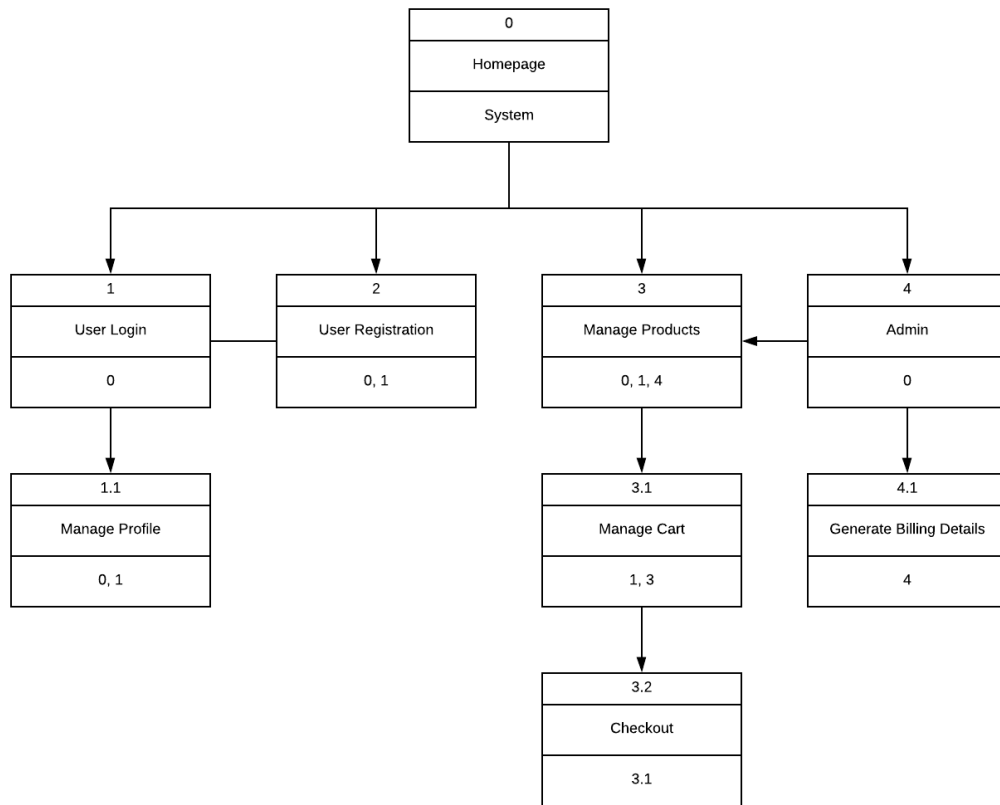 0
Homepage
System
1
User Login
0
2
User Registration
0, 1
3
Manage Products
0, 1, 4
4
Admin
0
1.1
Manage Profile
0, 1
3.1
Manage Cart
1, 3
4.1
Generate Billing Details
4
3.2
Checkout
3.1